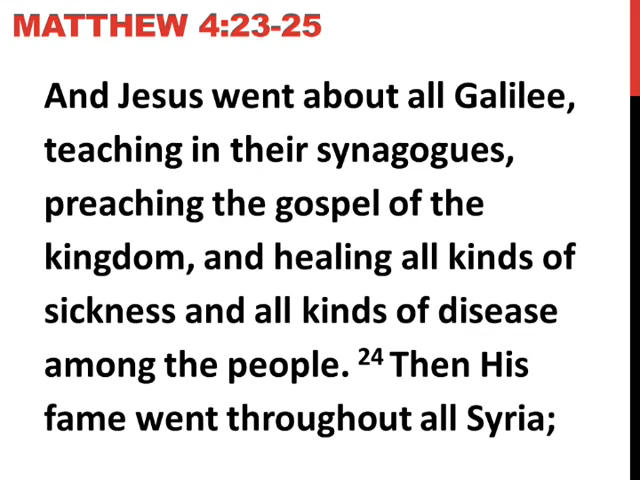 MATTHEW 4:23-25
And Jesus went about all Galilee,
teaching in their synagogues,
preaching the gospel of the
kingdom, and healing all kinds of
sickness and all kinds of disease
among the people. 24 Then His
fame went throughout all Syria;